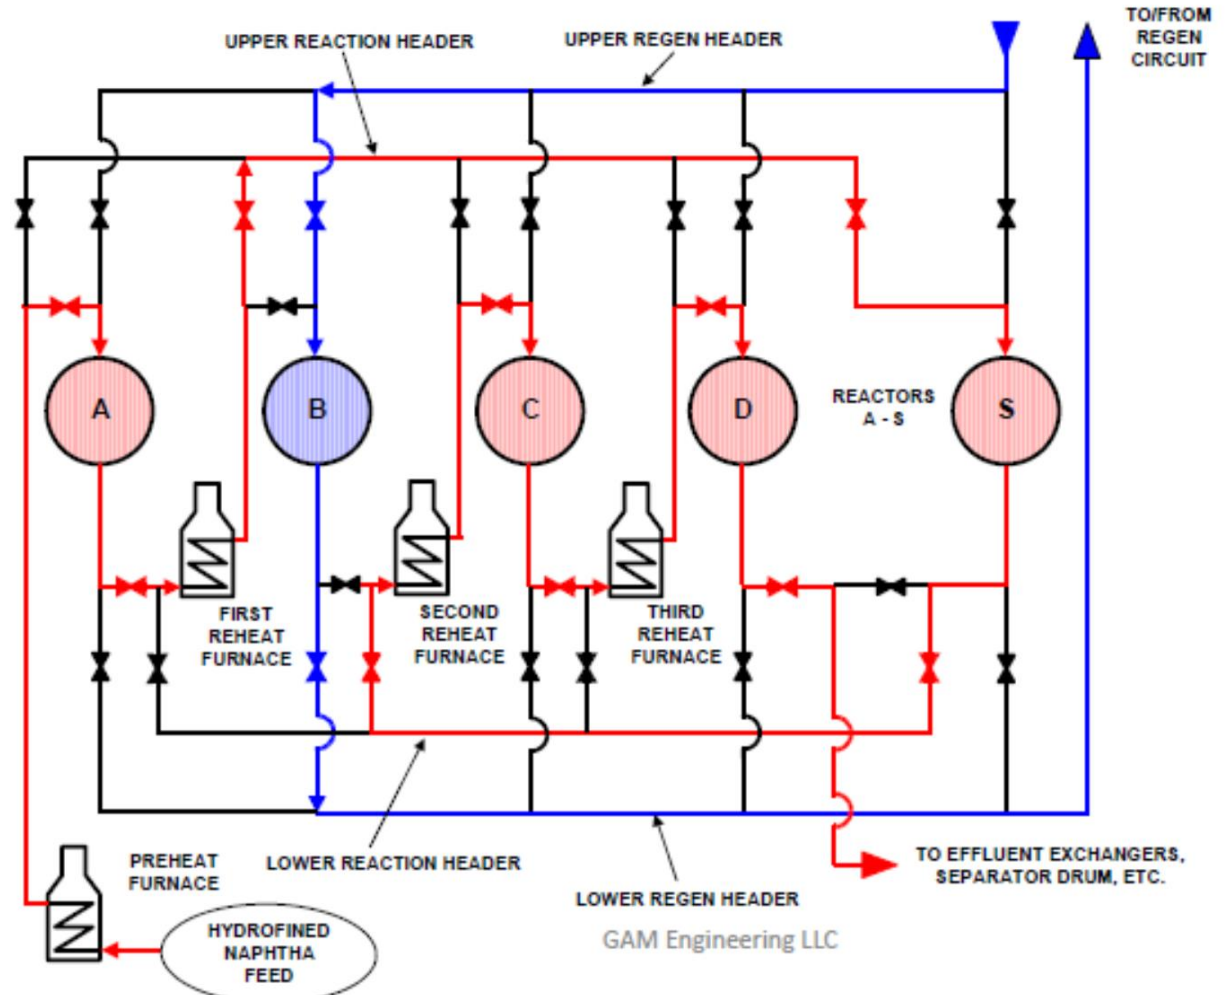 TO/FROM
REGEN
CIRCUIT
UPPER REACTION HEADER
UPPER REGEN HEADER
A
B
C
D
REACTORS
A - S
S
FIRST
REHEAT
FURNACE
SECOND
REHEAT
FURNACE
THIRD
REHEAT
FURNACE
PREHEAT
FURNACE
LOWER REACTION HEADER
TO EFFLUENT EXCHANGERS,
SEPARATOR DRUM, ETC.
LOWER REGEN HEADER
HYDROFINED
NAPHTHA
FEED
GAM Engineering LLC